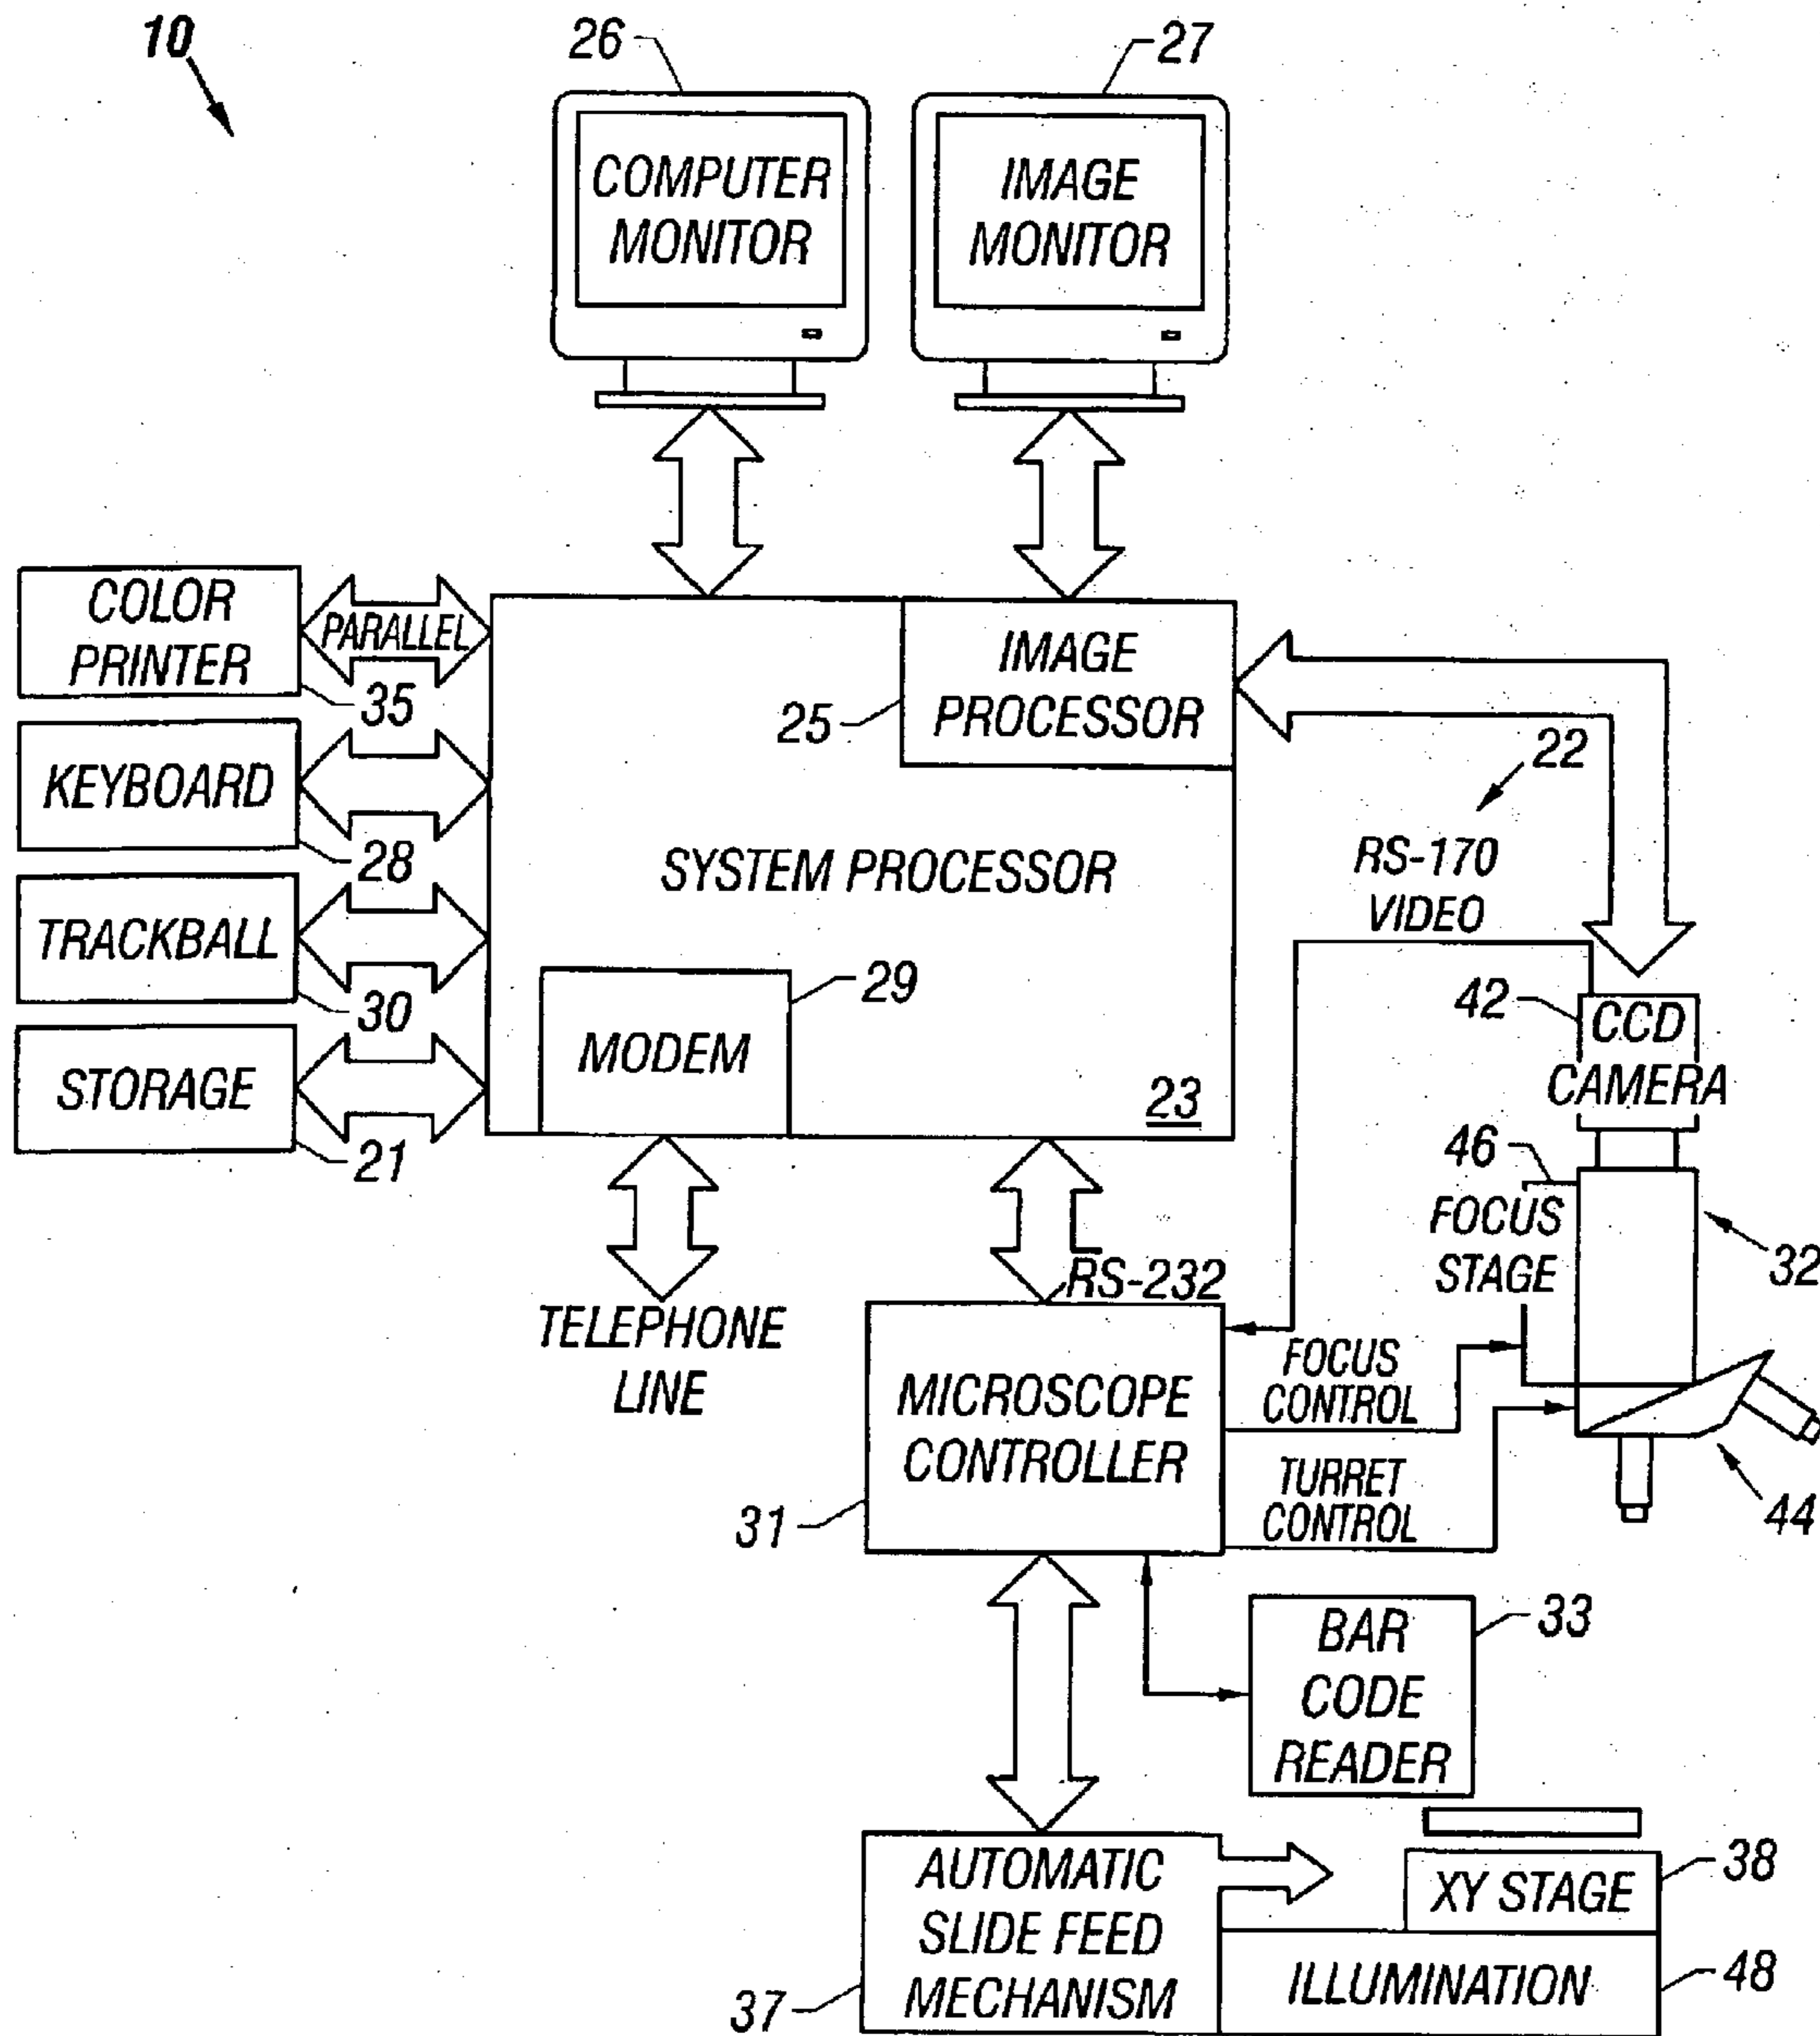 10
26
27
COMPUTER
MONITOR
IMAGE
MONITOR
COLOR
PRINTER
PARALLEL
35
KEYBOARD
28
TRACKBALL
30
STORAGE
21
IMAGE
PROCESSOR
25
SYSTEM PROCESSOR
MODEM
29
23
22
RS-170
VIDEO
42
CCD
CAMERA
46
FOCUS
STAGE
32
44
TELEPHONE
LINE
RS-232
MICROSCOPE
CONTROLLER
31
FOCUS
CONTROL
TURRET
CONTROL
BAR
CODE
READER
33
AUTOMATIC
SLIDE FEED
MECHANISM
37
XY STAGE
38
ILLUMINATION
48